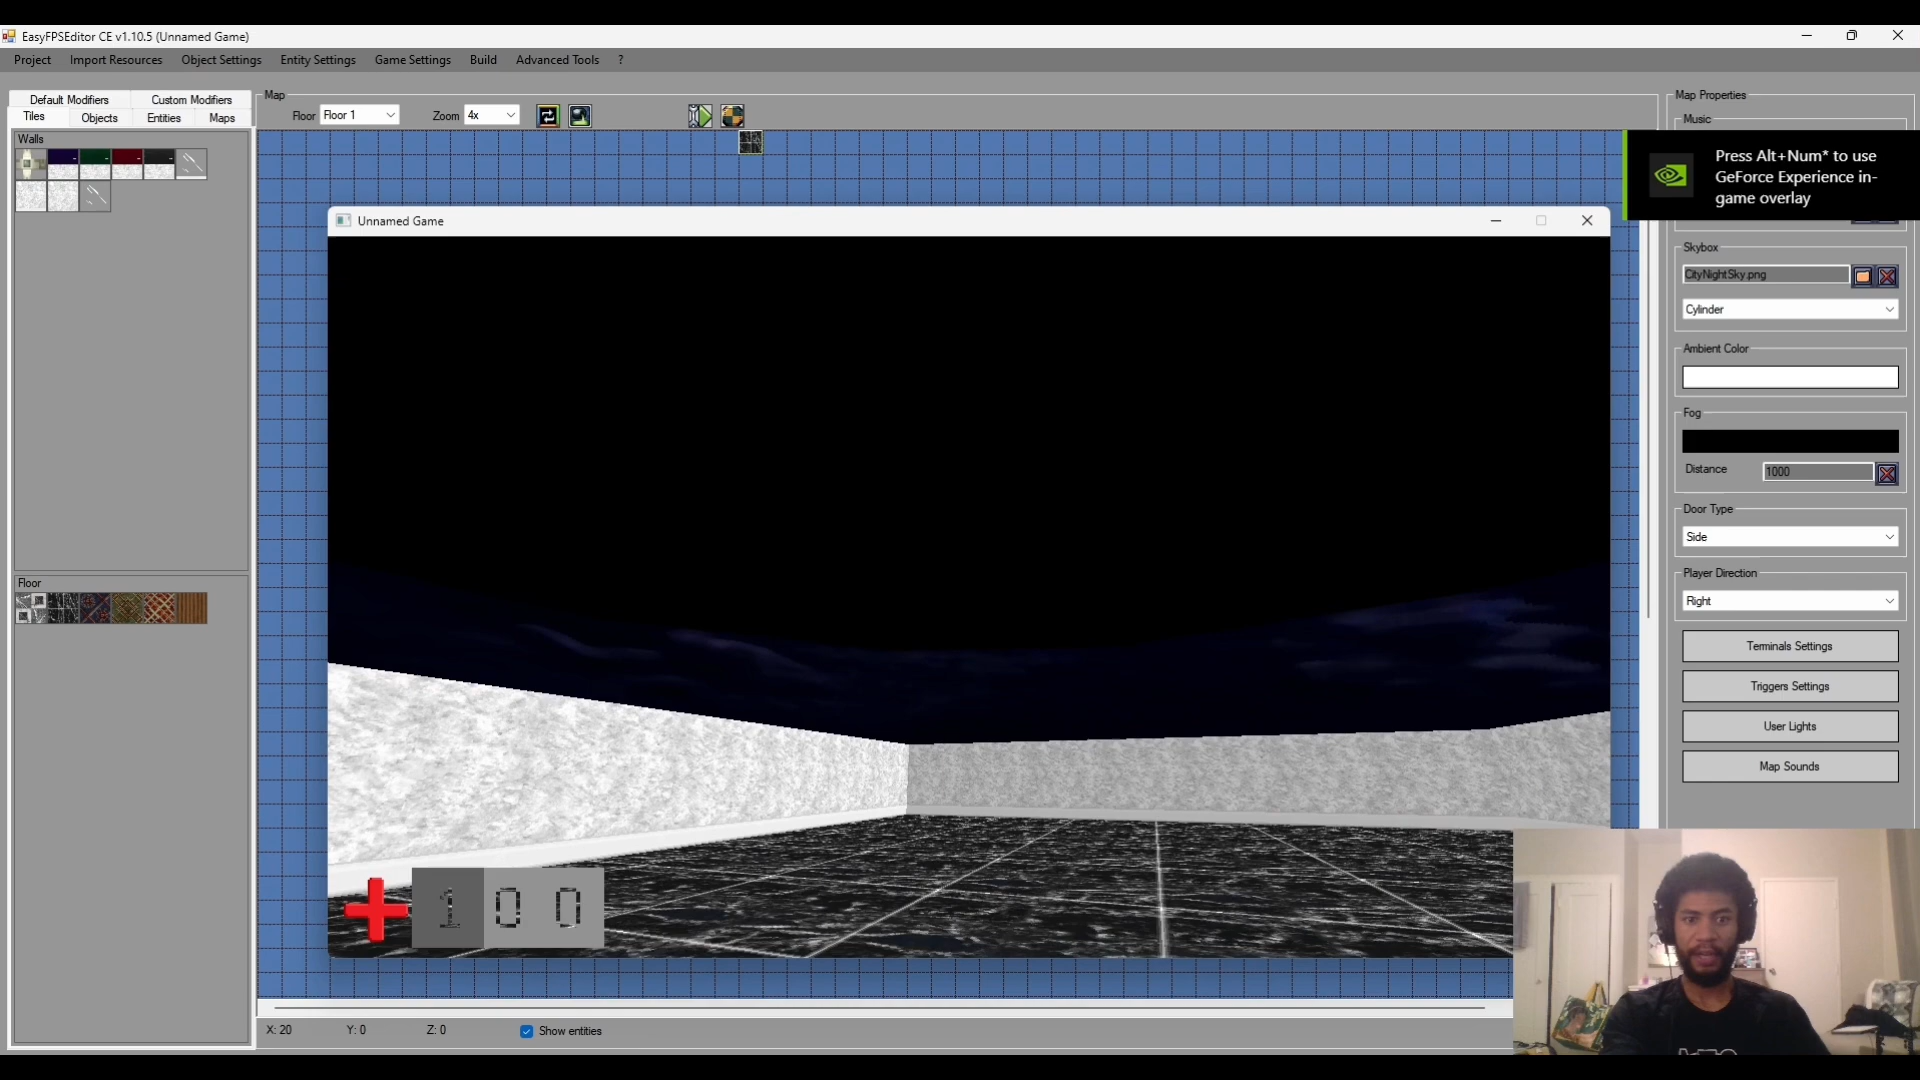 EasyFPSEditor CE v1.10.5 (Unnamed Game)
Project Import Resources Object Settings Entity Settings Game Settings Build Advanced Tools ?
Default Modifiers Custom Modifiers
Tiles Objects Entities Maps
Walls
Floor
Map
Floor Floor 1 Zoom 4x
Unnamed Game
100
X: 20 Y: 0 Z: 0 Show entities
Map Properties
Music
Press Alt+Num* to use
GeForce Experience in-
game overlay
Skybox
CityNightSky.png
Cylinder
Ambient Color
Fog
Distance 1000
Door Type
Side
Player Direction
Right
Terminals Settings
Triggers Settings
User Lights
Map Sounds